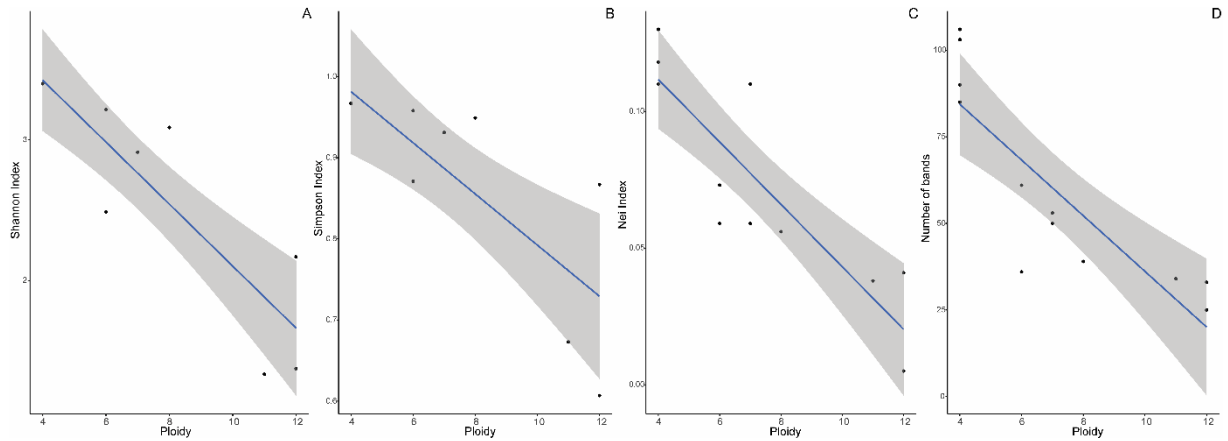 A
Shannon Index
3
2
4 6 8 10 12
Ploidy
B
Simpson Index
1.0
0.9
0.8
0.7
0.6
4 6 8 10 12
Ploidy
C
Nei Index
0.10
0.05
0.00
4 6 8 10 12
Ploidy
D
Number of bands
100
75
50
25
0
4 6 8 10 12
Ploidy